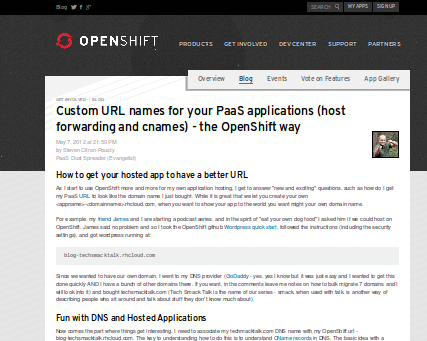 Blog
SEARCH
MY APPS
SIGN UP
OPENSHIFT
PRODUCTS GET INVOLVED DEV CENTER SUPPORT PARTNERS
Overview Blog Events Vote on Features App Gallery
GET INVOLVED BLOG
Custom URL names for your PaaS applications (host
forwarding and cnames) - the OpenShift way
May 7, 2012 at 21:50 PM
by Steven Citron-Pousty
PaaS Dust Spreader (Evangelist)
How to get your hosted app to have a better URL
As I start to use OpenShift more and more for my own application hosting, I get to answer "new and exciting" questions, such as how do I get
my PaaS URL to look like the domain name I just bought. While it is great that we let you create your own
<appname>-<domainname>.rhcloud.com, when you want to show your app to the world you want might your own domain name.
For example, my friend James and I are starting a podcast series, and in the spirit of "eat your own dog food" I asked him if we could host on
OpenShift. James said no problem and so I took the OpenShift github Wordpress quick start, followed the instructions (including the security
settings), and got wordpress running at:
blog-techsmacktalk.rhcloud.com
Since we wanted to have our own domain, I went to my DNS provider (GoDaddy - yes, yes I know but it was just easy and I wanted to get this
done quickly AND I have a bunch of other domains there. If you want, in the comments leave me notes on how to bulk migrate 7 domains and I
will look into it) and bought techsmacktalk.com (Tech Smack Talk is the name of our series - smack, when used with talk, is another way of
describing people who sit around and talk about stuff they don't know much about).
Fun with DNS and Hosted Applications
Now comes the part where things get interesting. I need to associate my techsmacktalk.com DNS name with my OpenShift url -
blog-techsmacktalk.rhcloud.com. The key to understanding how to do this is to understand CName records in DNS. The basic idea with a